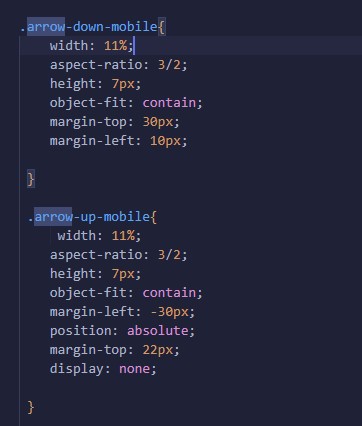 .arrow-down-mobile{
width: 11%;
aspect-ratio: 3/2;
height: 7px;
object-fit: contain;
margin-top: 30px;
margin-left: 10px;
}
.arrow-up-mobile{
width: 11%;
aspect-ratio: 3/2;
height: 7px;
object-fit: contain;
margin-left: -30px;
position: absolute;
margin-top: 22px;
display: none;
}